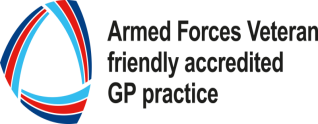 Armed Forces Veteran
friendly accredited
GP practice